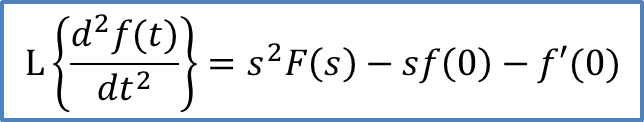 L{d²f(t)/dt²} = s²F(s) − sf(0) − f′(0)